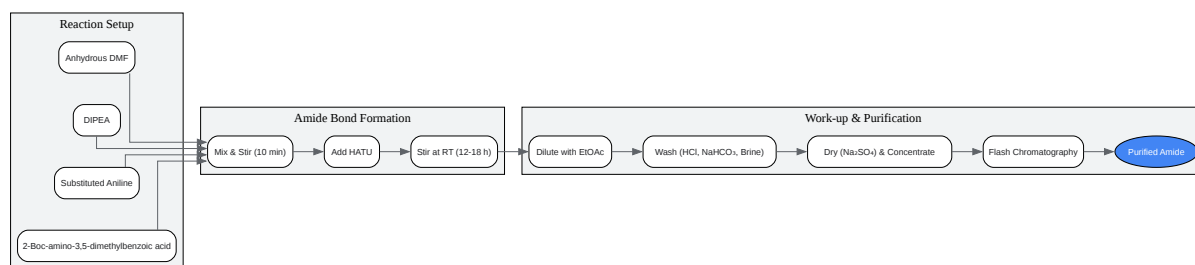 Reaction Setup
Anhydrous DMF
DIPEA
Substituted Aniline
2-Boc-amino-3,5-dimethylbenzoic acid
Amide Bond Formation
Mix & Stir (10 min)
Add HATU
Stir at RT (12-18 h)
Work-up & Purification
Dilute with EtOAc
Wash (HCl, NaHCO₃, Brine)
Dry (Na₂SO₄) & Concentrate
Flash Chromatography
Purified Amide